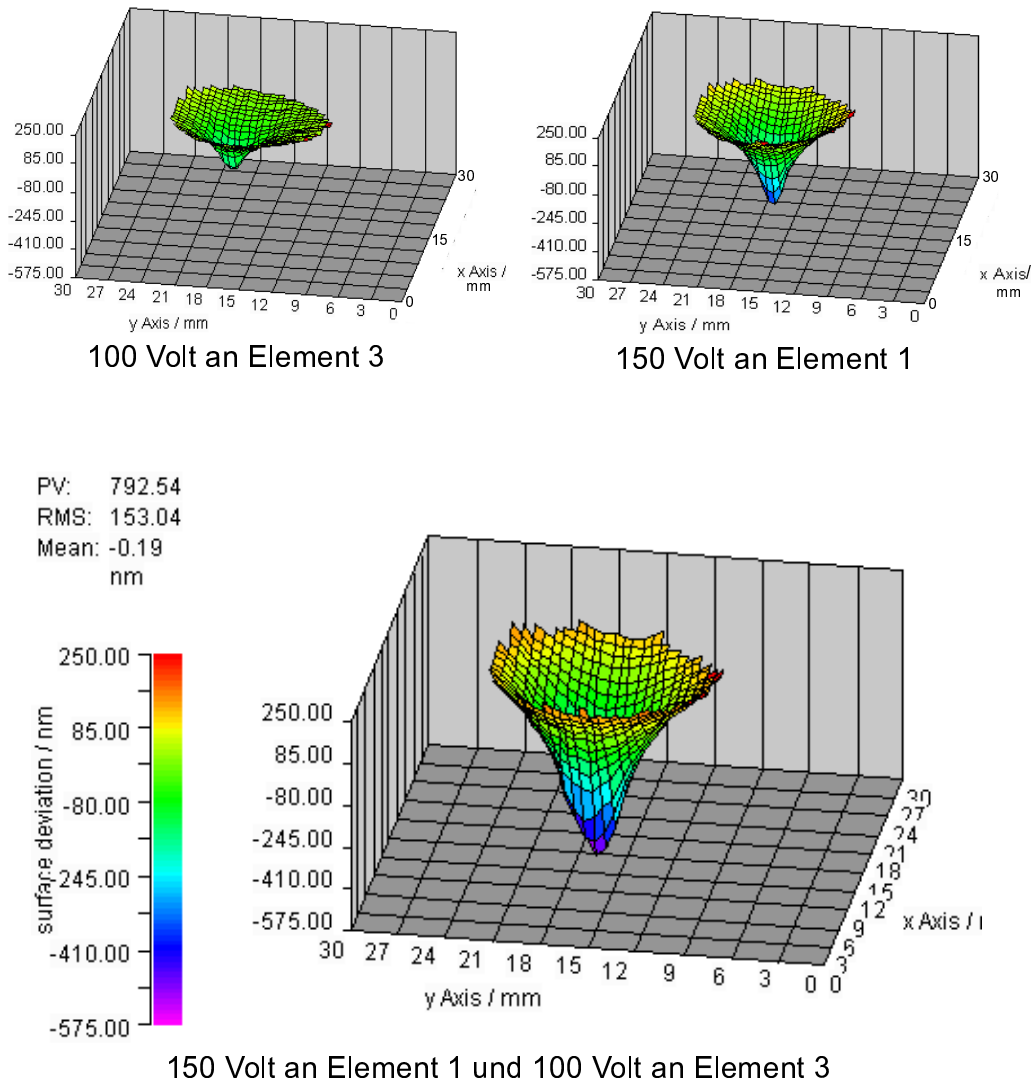 250.00
85.00
-80.00
-245.00
-410.00
-575.00
30 27 24 21 18 15 12 9 6 3 0
y Axis / mm
0
15
30
x Axis /
mm
100 Volt an Element 3
250.00
85.00
-80.00
-245.00
-410.00
-575.00
30 27 24 21 18 15 12 9 6 3 0
y Axis / mm
0
15
30
x Axis/
mm
150 Volt an Element 1
PV: 792.54
RMS: 153.04
Mean: -0.19
nm
surface deviation / nm
250.00
85.00
-80.00
-245.00
-410.00
-575.00
250.00
85.00
-80.00
-245.00
-410.00
-575.00
30 27 24 21 18 15 12 9 6 3 0
y Axis / mm
0
3
6
9
12
15
18
21
24
27
30
x Axis /
150 Volt an Element 1 und 100 Volt an Element 3